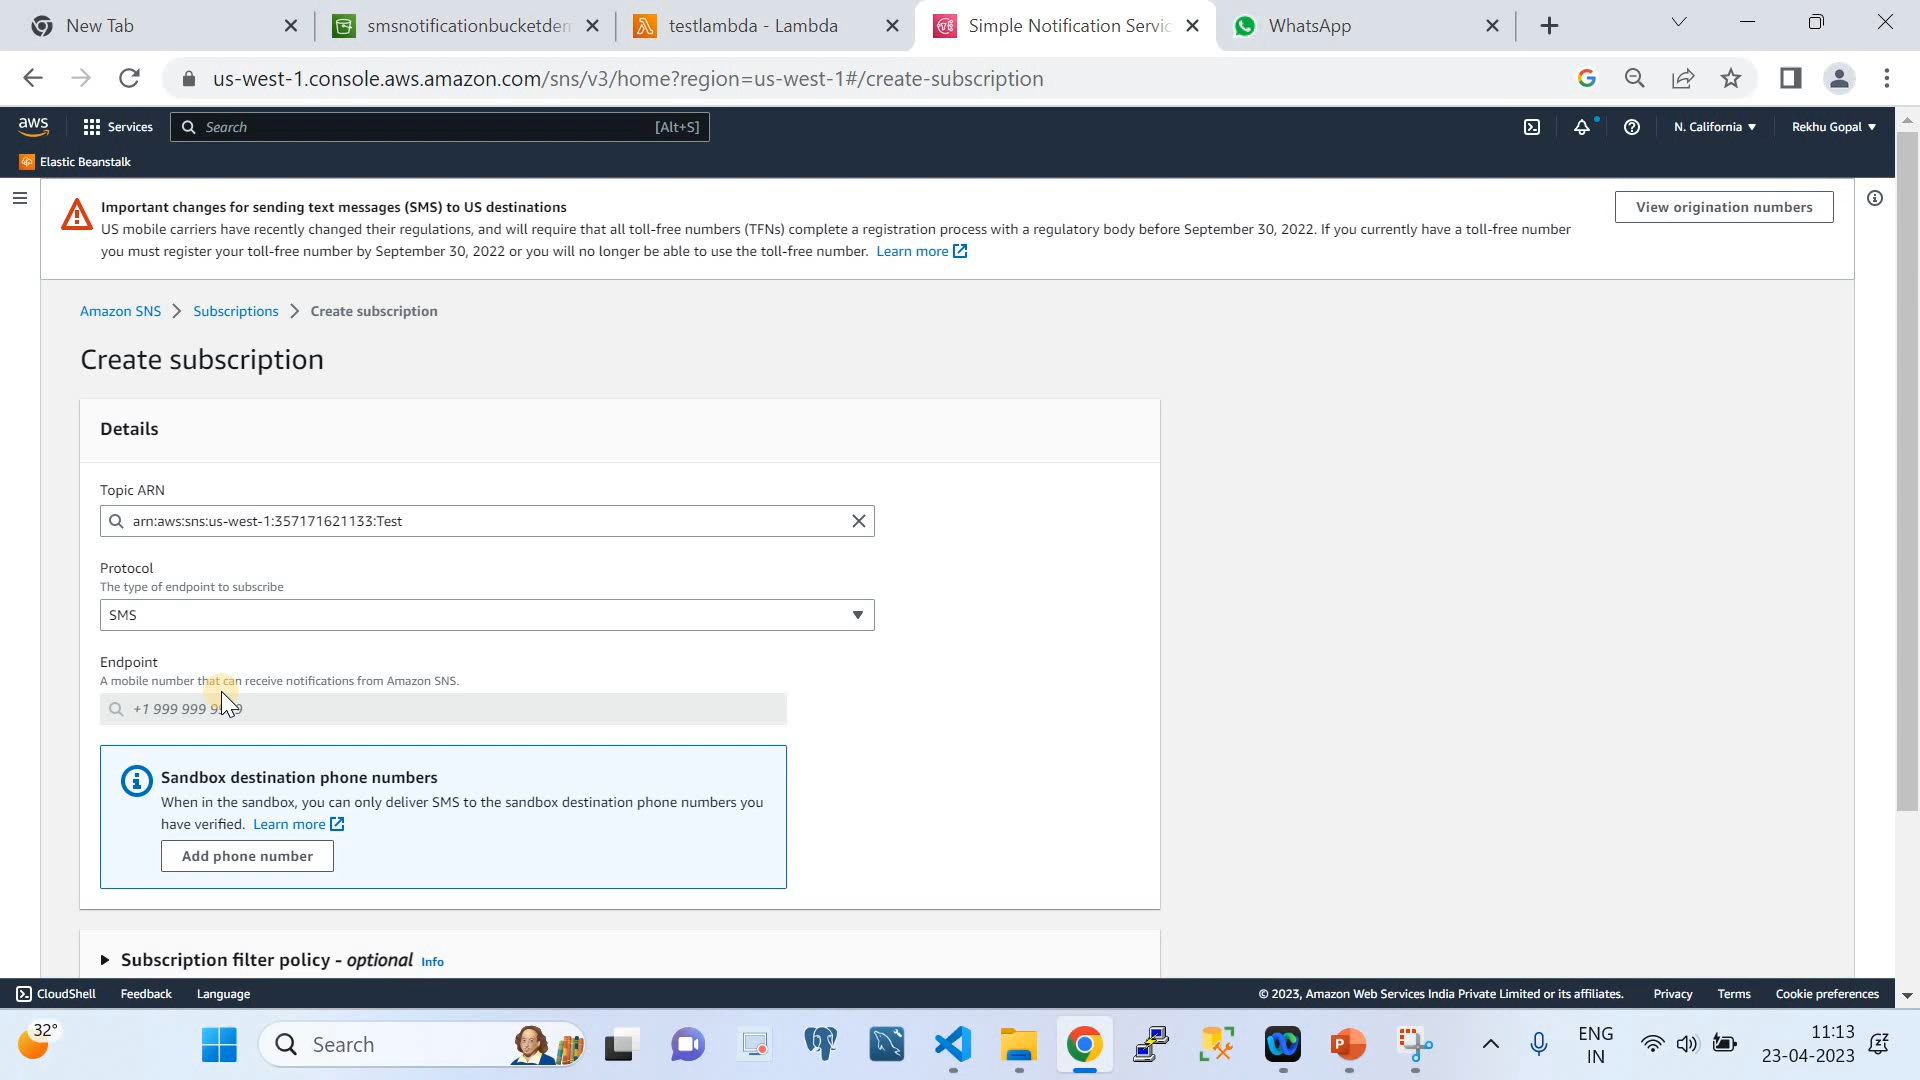 New Tab
smsnotificationbucketdem
testlambda - Lambda
Simple Notification Servic
WhatsApp
us-west-1.console.aws.amazon.com/sns/v3/home?region=us-west-1#/create-subscription
aws
Services
Search
[Alt+S]
N. California
Rekhu Gopal
Elastic Beanstalk
Important changes for sending text messages (SMS) to US destinations
US mobile carriers have recently changed their regulations, and will require that all toll-free numbers (TFNs) complete a registration process with a regulatory body before September 30, 2022. If you currently have a toll-free number
you must register your toll-free number by September 30, 2022 or you will no longer be able to use the toll-free number. Learn more
View origination numbers
Amazon SNS > Subscriptions > Create subscription
Create subscription
Details
Topic ARN
arn:aws:sns:us-west-1:357171621133:Test
Protocol
The type of endpoint to subscribe
SMS
Endpoint
A mobile number that can receive notifications from Amazon SNS.
+1 999 999
Sandbox destination phone numbers
When in the sandbox, you can only deliver SMS to the sandbox destination phone numbers you
have verified. Learn more
Add phone number
Subscription filter policy - optional Info
CloudShell
Feedback
Language
© 2023, Amazon Web Services India Private Limited or its affiliates.
Privacy
Terms
Cookie preferences
32°
Search
ENG
IN
11:13
23-04-2023